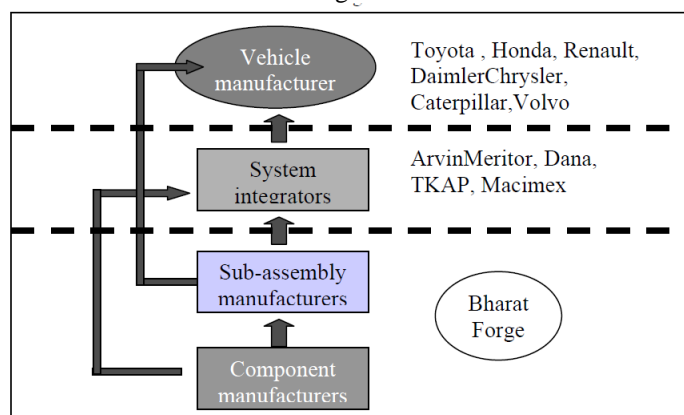 Vehicle
manufacturer
Toyota , Honda, Renault,
DaimlerChrysler,
Caterpillar,Volvo
System
integrators
ArvinMeritor, Dana,
TKAP, Macimex
Sub-assembly
manufacturers
Bharat
Forge
Component
manufacturers